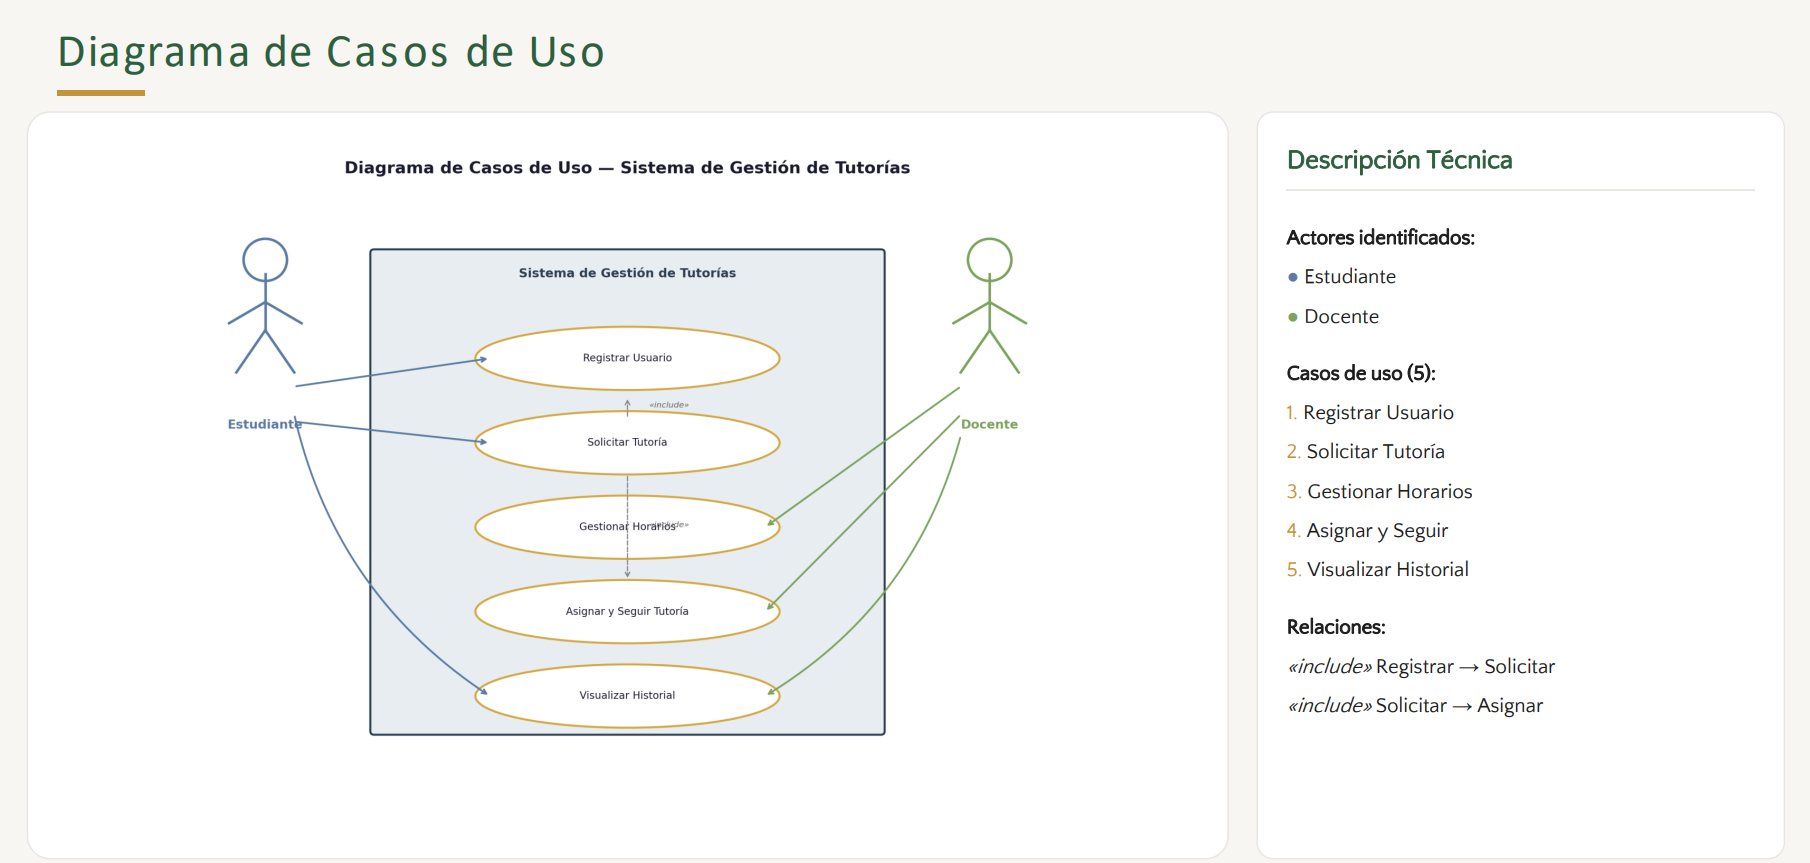 Diagrama de Casos de Uso
Diagrama de Casos de Uso — Sistema de Gestión de Tutorías
Sistema de Gestión de Tutorías
Registrar Usuario
«include»
Estudiante
Docente
Solicitar Tutoría
Gestionar Horarios
«include»
Asignar y Seguir Tutoría
Visualizar Historial
Descripción Técnica
Actores identificados:
● Estudiante
● Docente
Casos de uso (5):
1. Registrar Usuario
2. Solicitar Tutoría
3. Gestionar Horarios
4. Asignar y Seguir
5. Visualizar Historial
Relaciones:
«include» Registrar → Solicitar
«include» Solicitar → Asignar